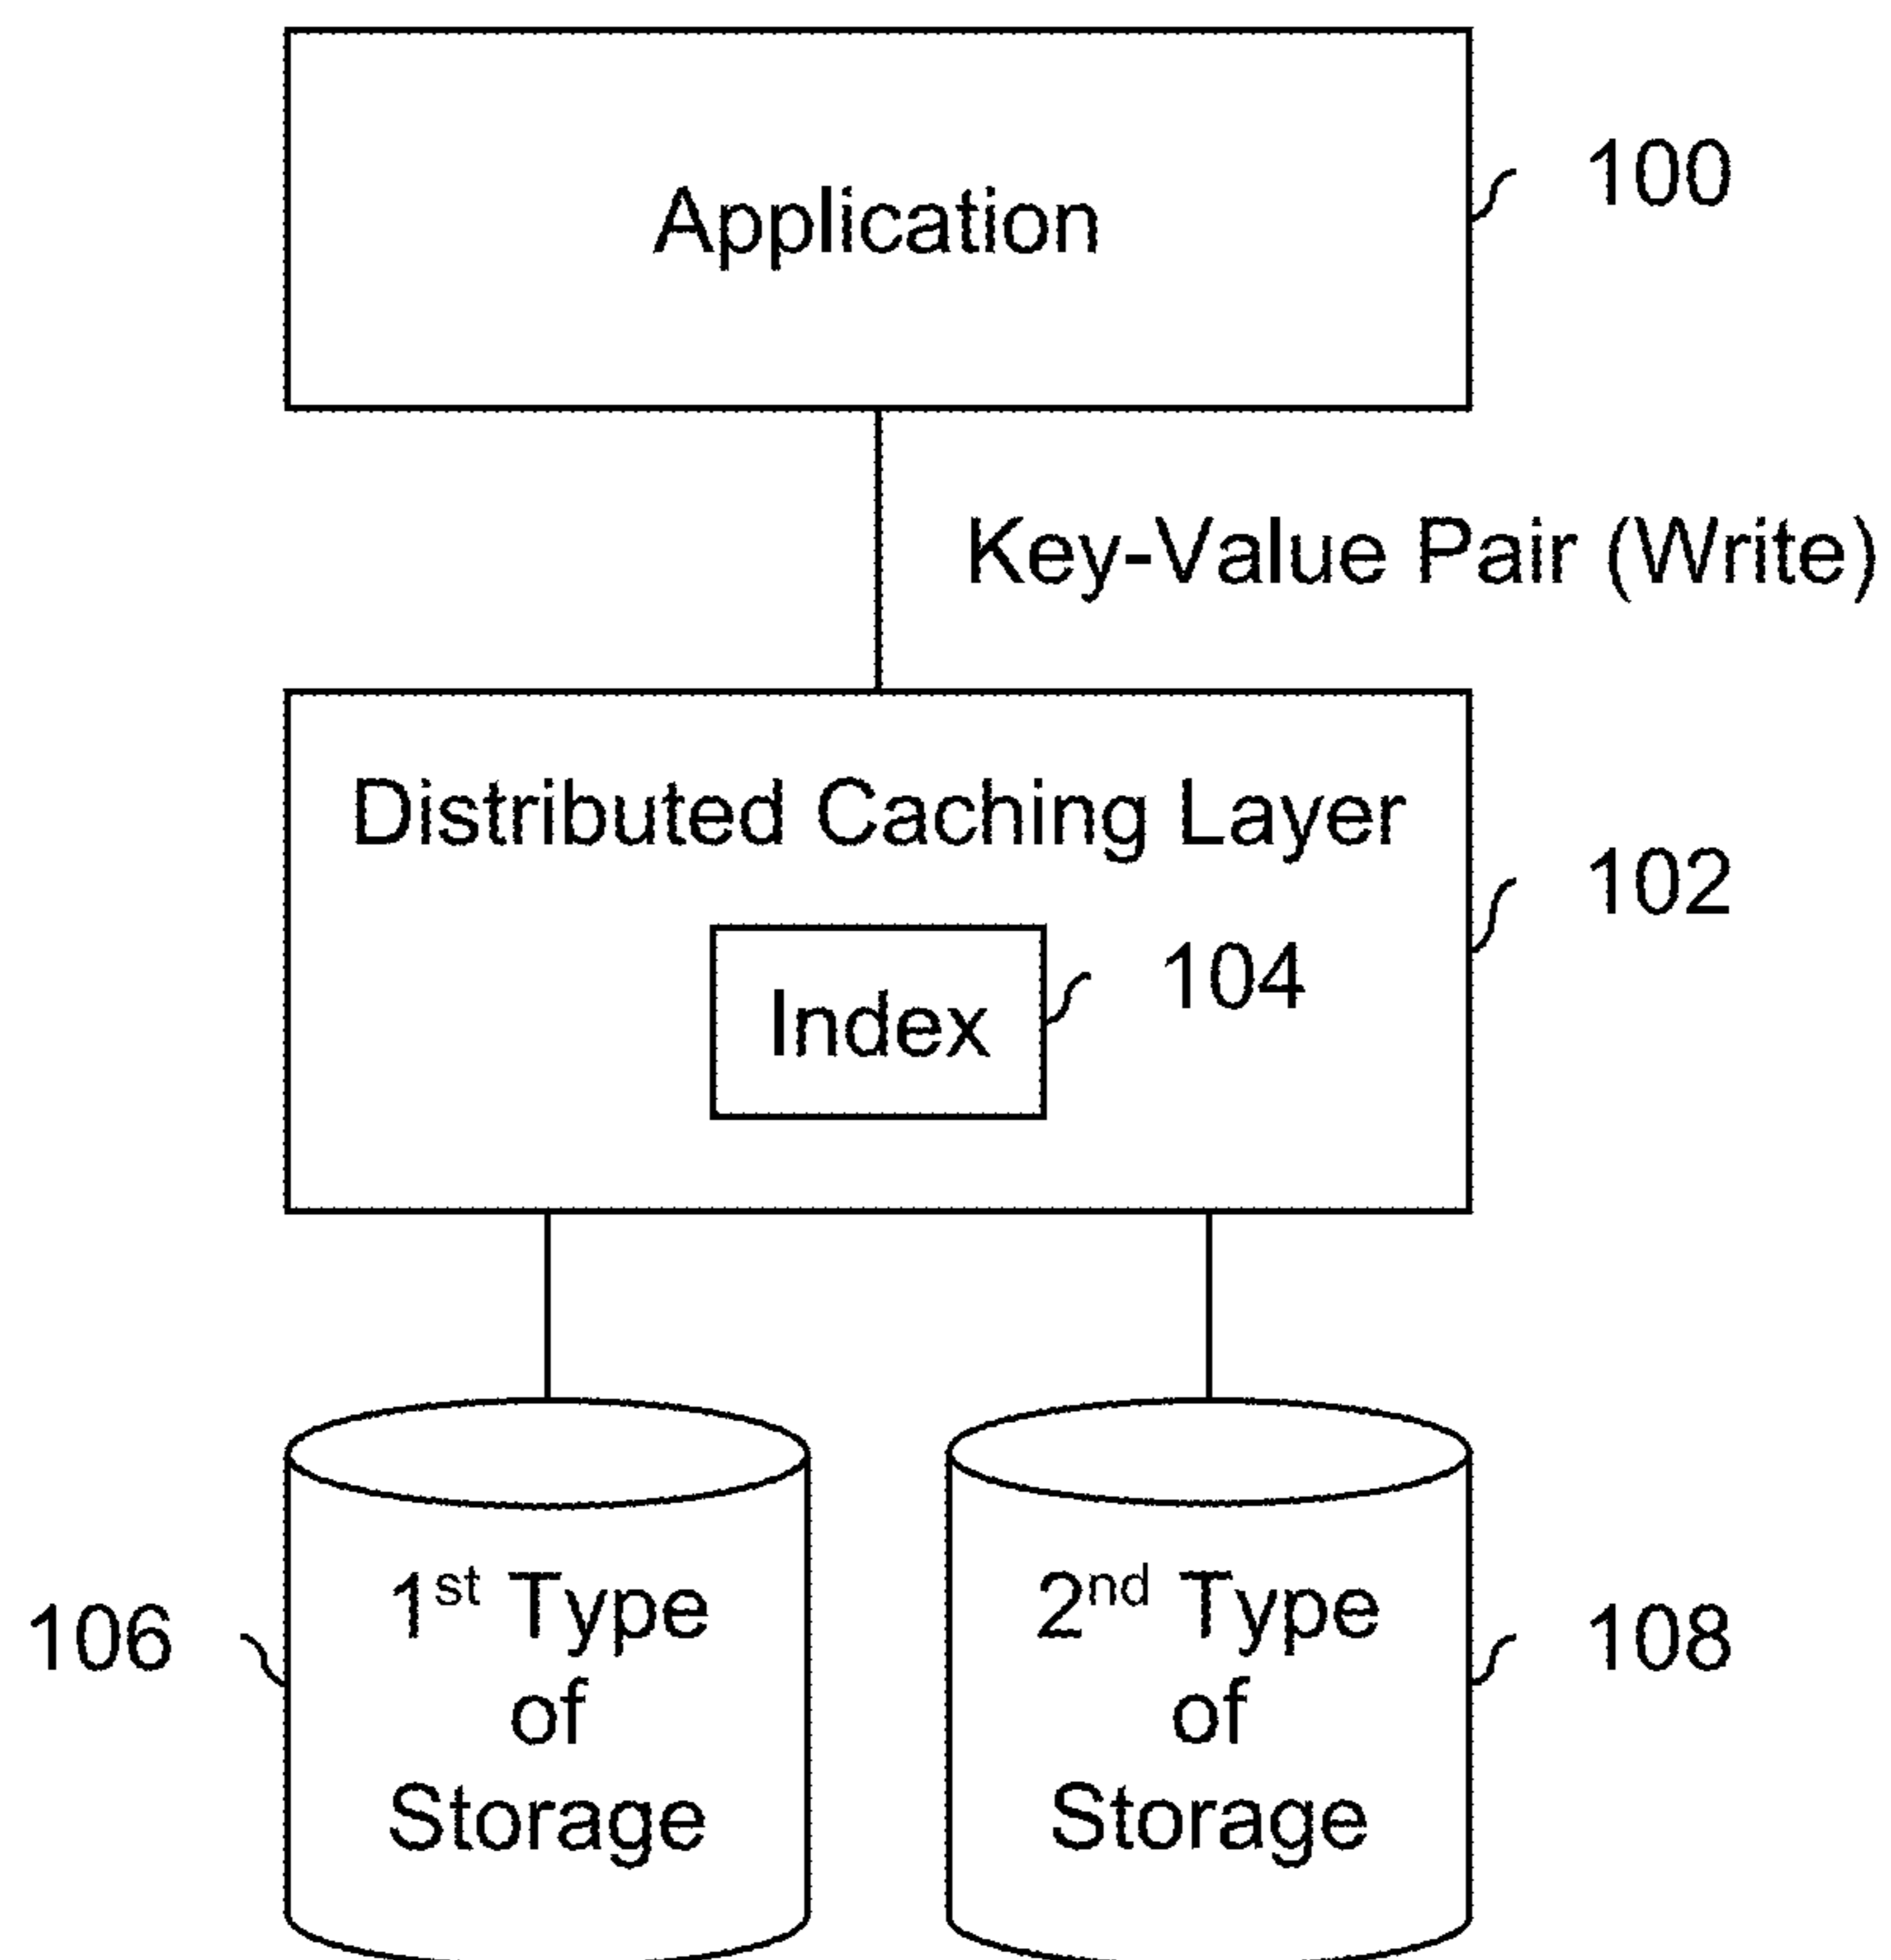 Application
100
Key-Value Pair (Write)
Distributed Caching Layer
102
104
Index
106
1st Type
of
Storage
2nd Type
of
Storage
108